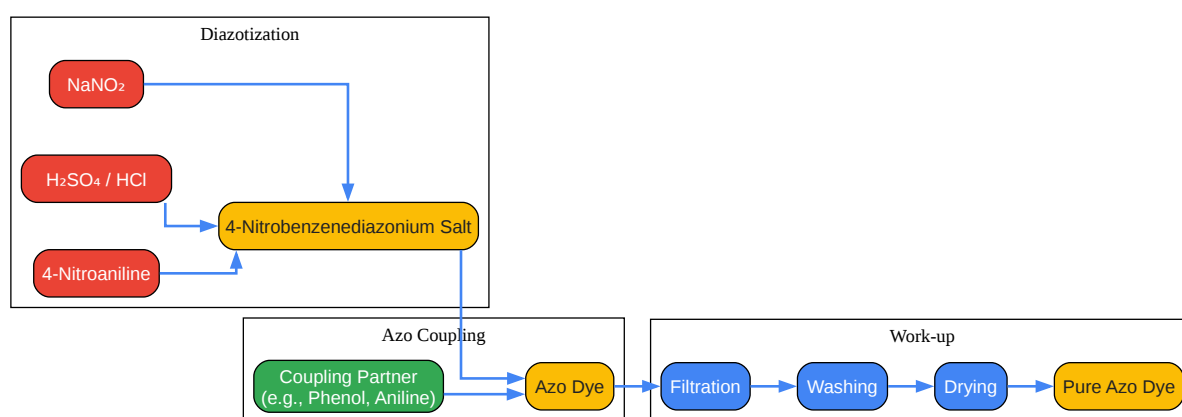 Diazotization
NaNO₂
H₂SO₄ / HCl
4-Nitrobenzenediazonium Salt
4-Nitroaniline
Azo Coupling
Coupling Partner
(e.g., Phenol, Aniline)
Azo Dye
Work-up
Filtration
Washing
Drying
Pure Azo Dye